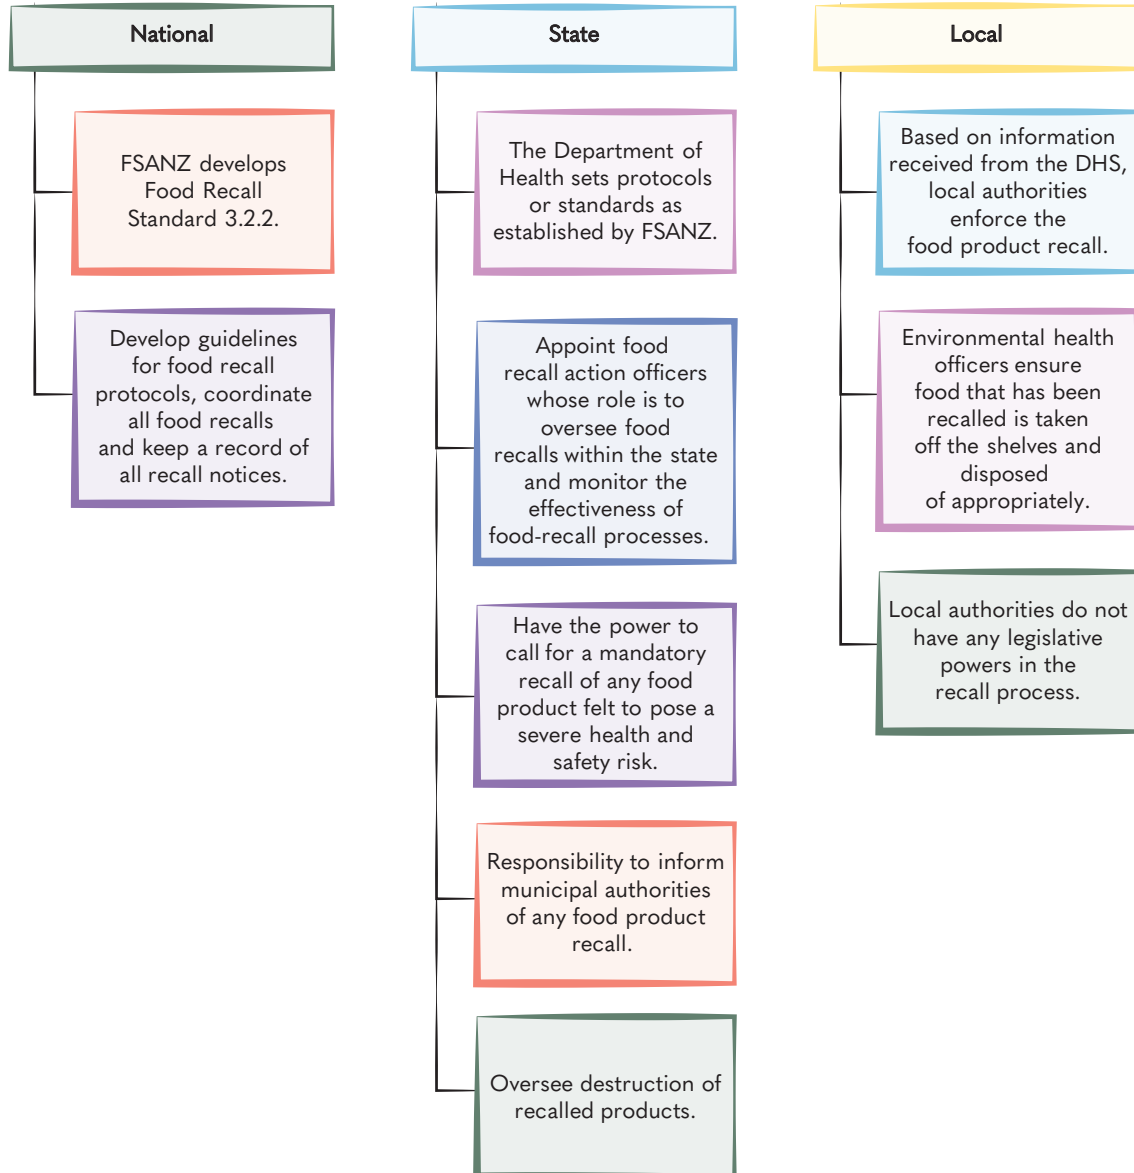 National
FSANZ develops
Food Recall
Standard 3.2.2.
Develop guidelines
for food recall
protocols, coordinate
all food recalls
and keep a record of
all recall notices.
State
The Department of
Health sets protocols
or standards as
established by FSANZ.
Appoint food
recall action officers
whose role is to
oversee food
recalls within the state
and monitor the
effectiveness of
food-recall processes.
Have the power to
call for a mandatory
recall of any food
product felt to pose a
severe health and
safety risk.
Responsibility to inform
municipal authorities
of any food product
recall.
Oversee destruction of
recalled products.
Local
Based on information
received from the DHS,
local authorities
enforce the
food product recall.
Environmental health
officers ensure
food that has been
recalled is taken
off the shelves and
disposed
of appropriately.
Local authorities do not
have any legislative
powers in the
recall process.